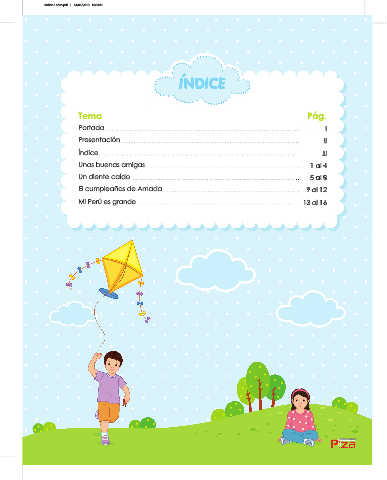 ÍNDICE
Tema Pág.
Portada I
Presentación II
Índice III
Unas buenas amigas 1 al 4
Un diente caído 5 al 8
El cumpleaños de Amada 9 al 12
Mi Perú es grande 13 al 16